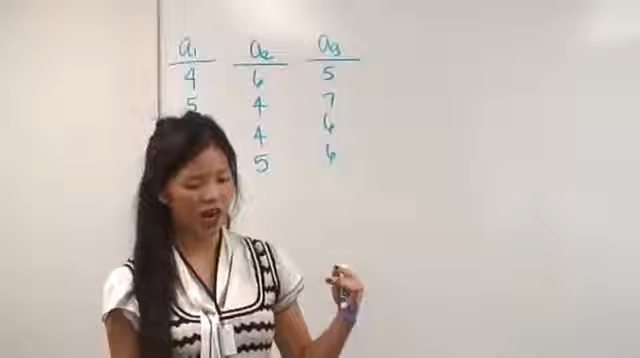 a₁ a₂ a₃
4 6 5
5 4 7
4 6
5 6